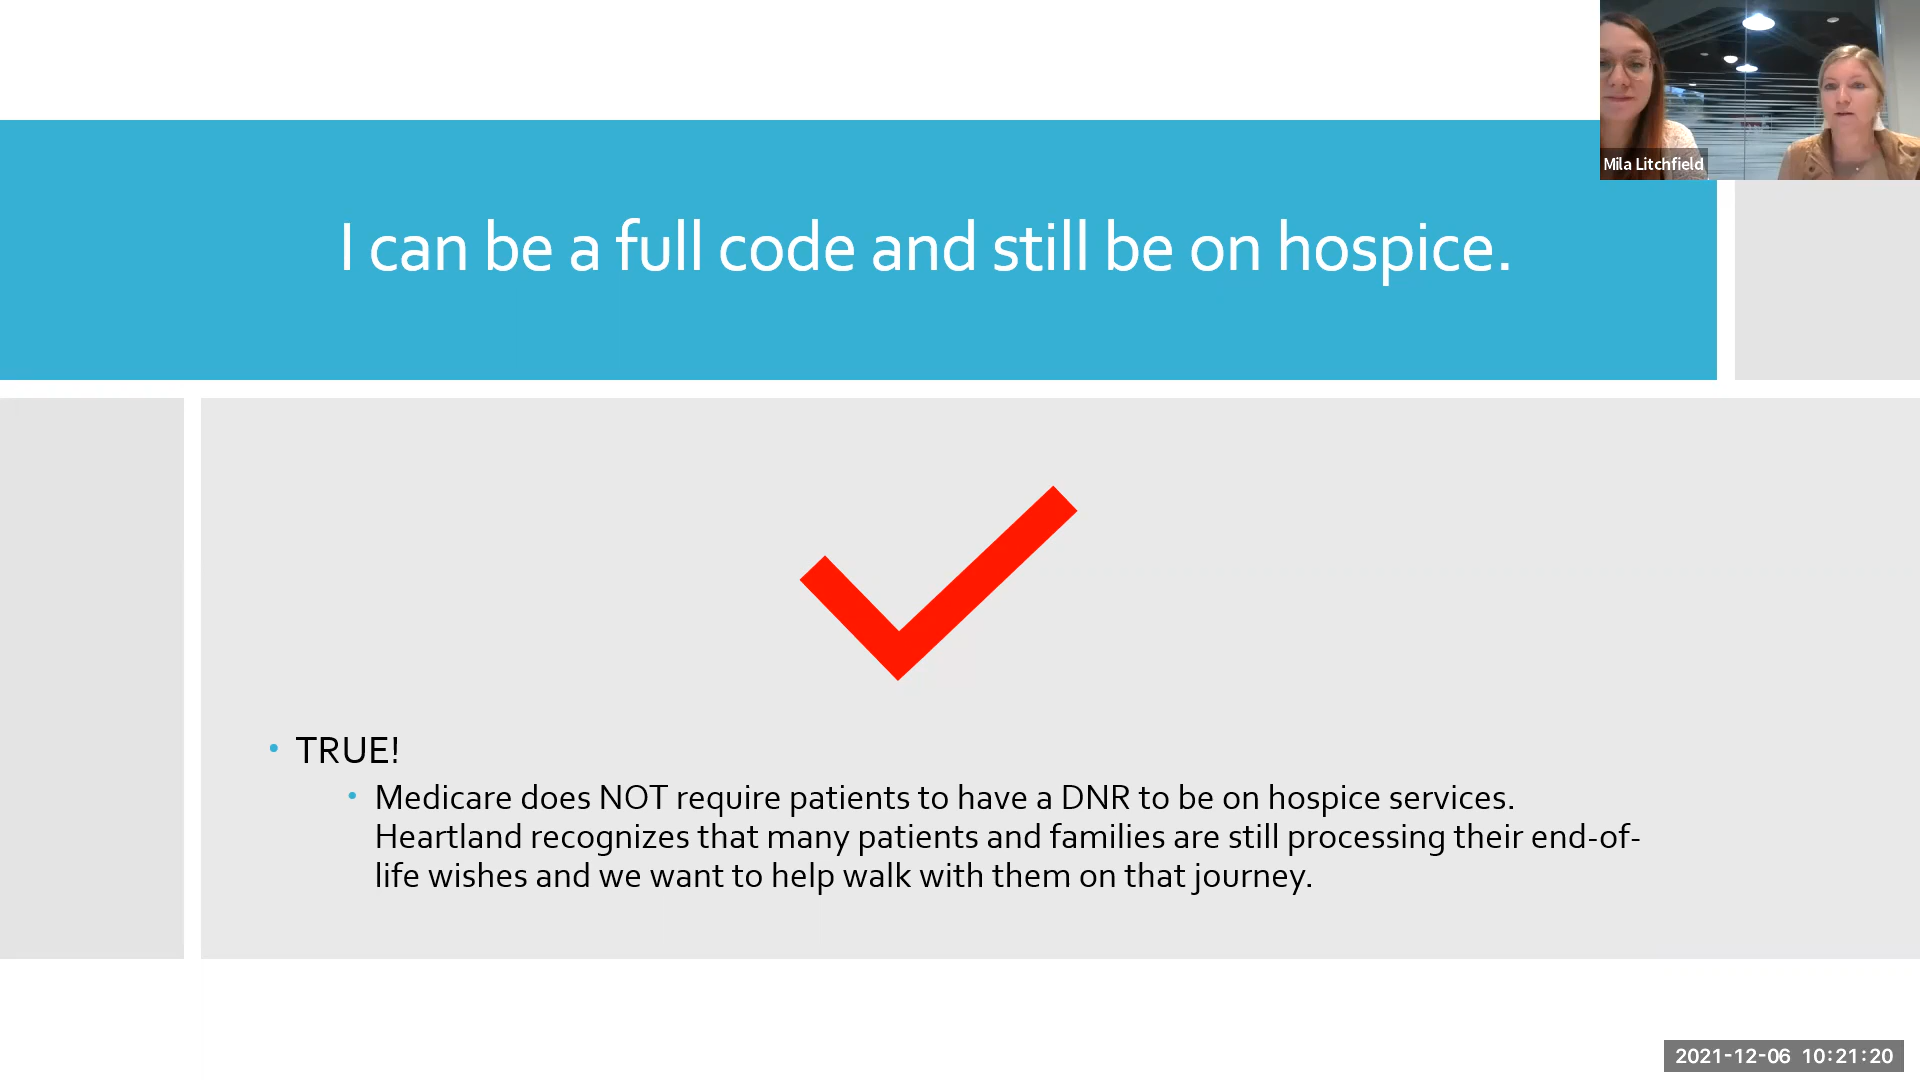 Mila Litchfield
I can be a full code and still be on hospice.
• TRUE!
• Medicare does NOT require patients to have a DNR to be on hospice services.
Heartland recognizes that many patients and families are still processing their end-of-
life wishes and we want to help walk with them on that journey.
2021-12-06 10:21:20